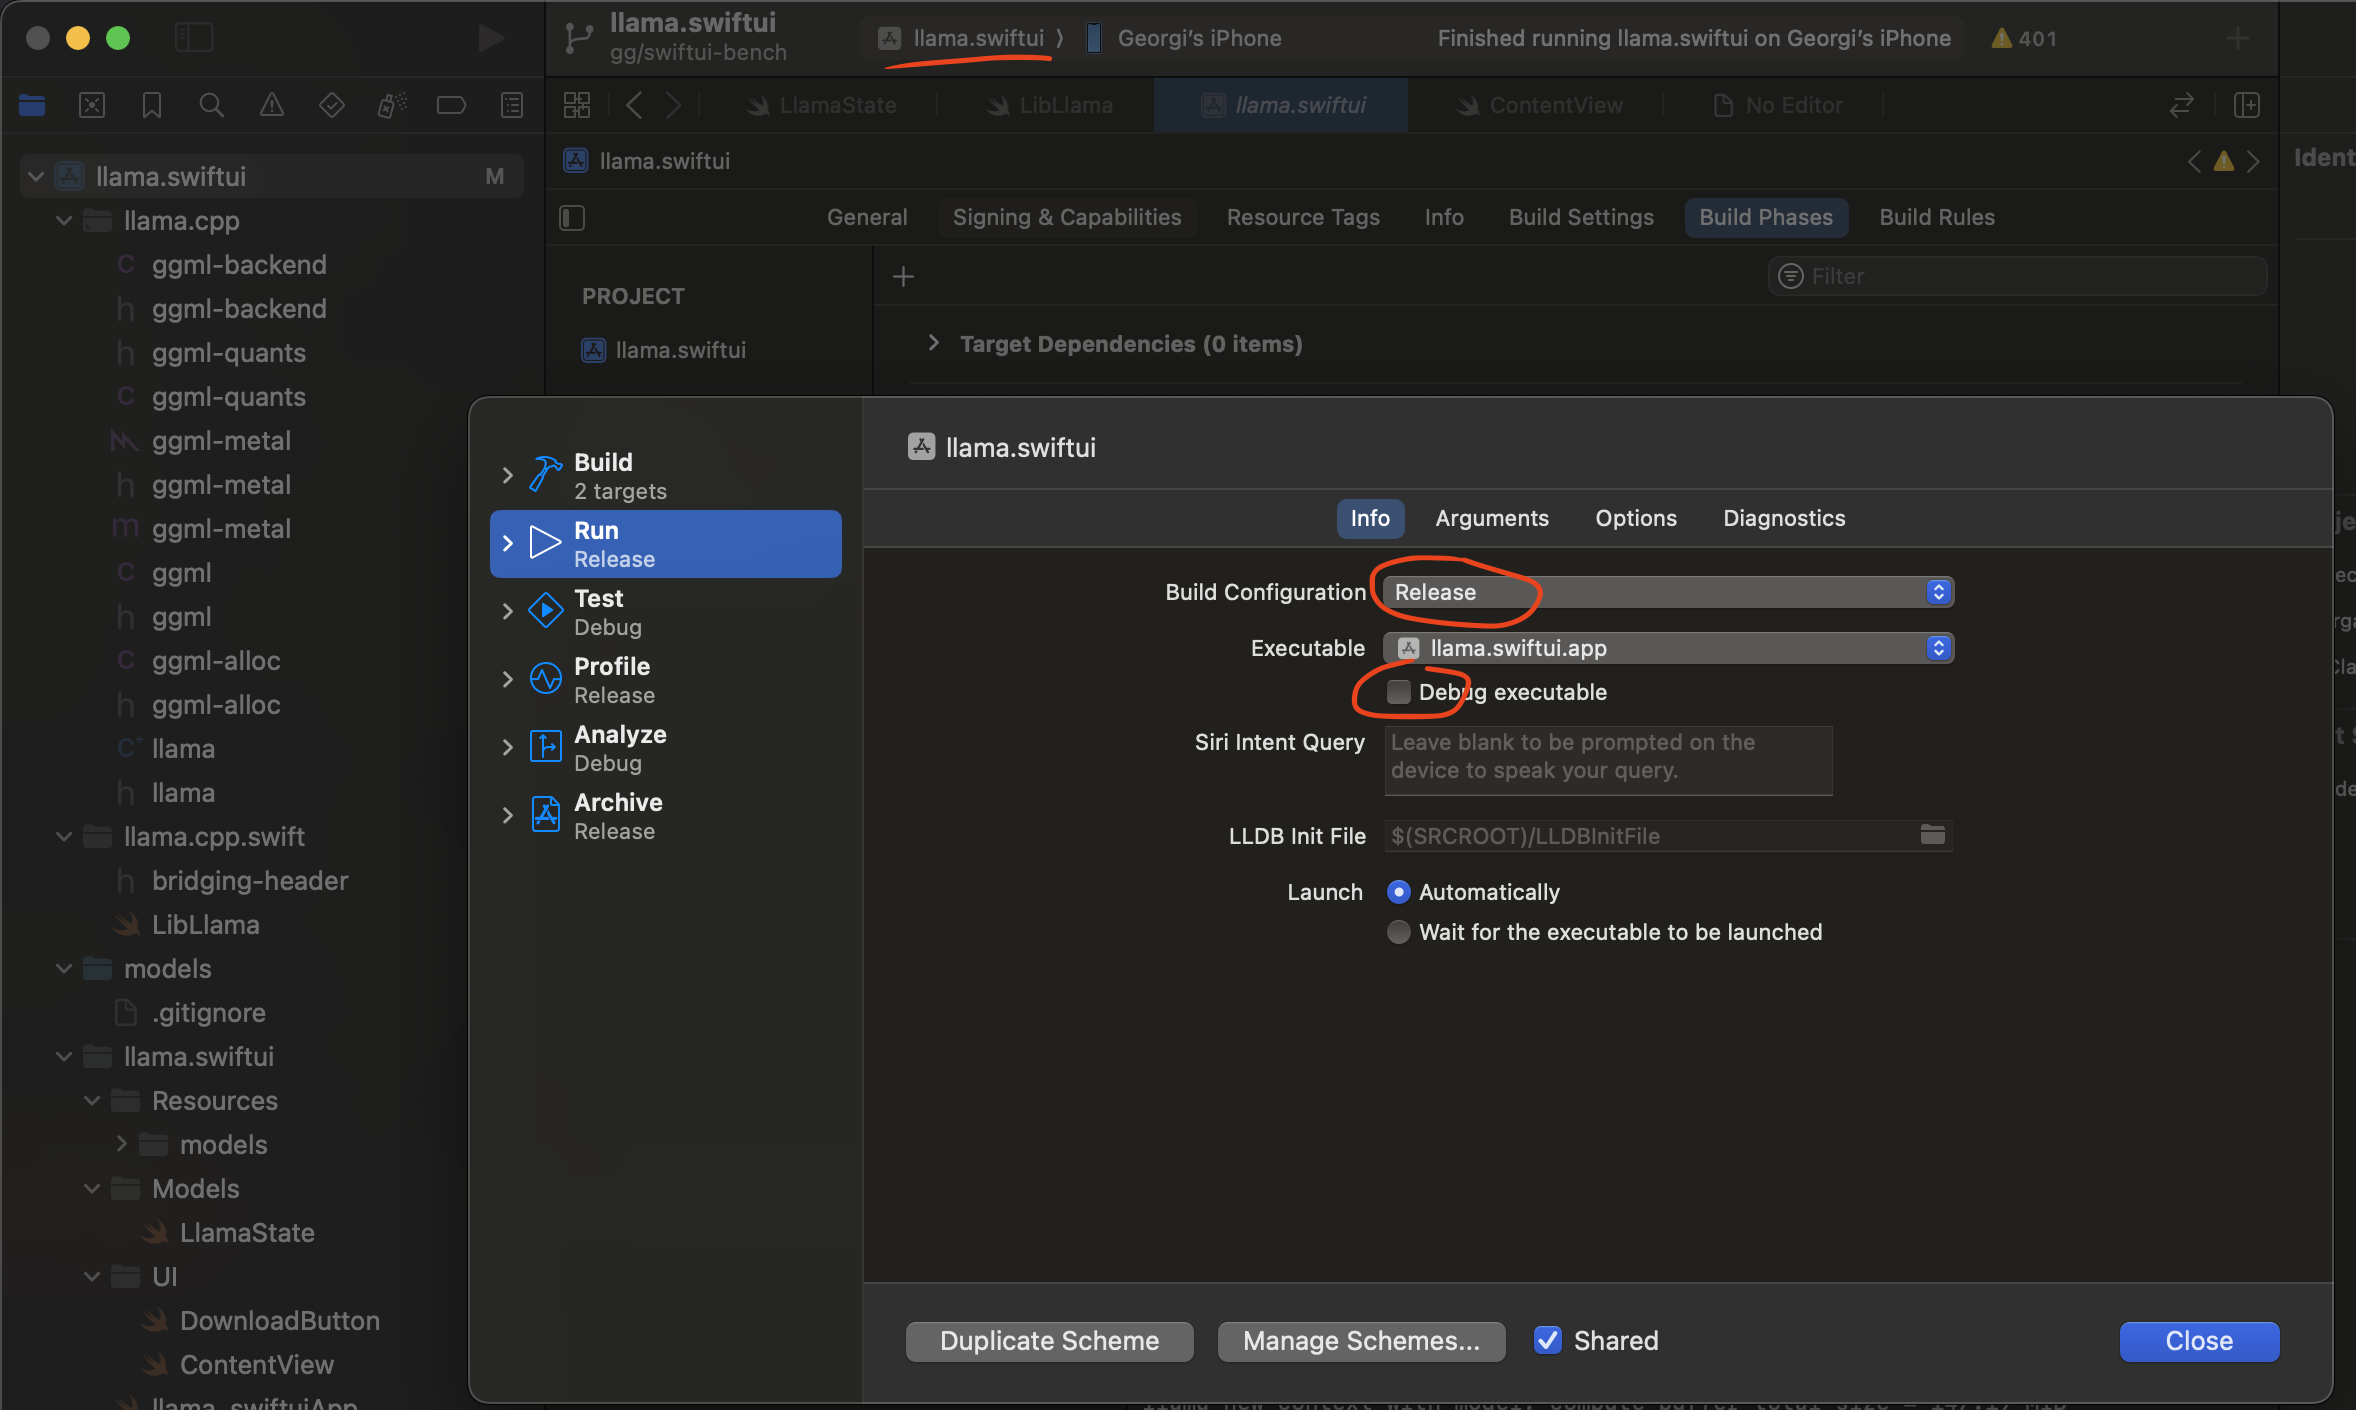 llama.swiftui
gg/swiftui-bench
llama.swiftui
Georgi's iPhone
Finished running llama.swiftui on Georgi's iPhone
401
LlamaState
LibLlama
llama.swiftui
ContentView
No Editor
llama.swiftui
Ident
General
Signing & Capabilities
Resource Tags
Info
Build Settings
Build Phases
Build Rules
PROJECT
llama.swiftui
Filter
Target Dependencies (0 items)
llama.swiftui M
llama.cpp
C ggml-backend
h ggml-backend
h ggml-quants
C ggml-quants
ggml-metal
h ggml-metal
m ggml-metal
C ggml
h ggml
C ggml-alloc
h ggml-alloc
C+ llama
h llama
llama.cpp.swift
h bridging-header
LibLlama
models
.gitignore
llama.swiftui
Resources
models
Models
LlamaState
UI
DownloadButton
ContentView
llama_swiftuiApp
Build
2 targets
Run
Release
Test
Debug
Profile
Release
Analyze
Debug
Archive
Release
llama.swiftui
Info
Arguments
Options
Diagnostics
Build Configuration
Release
Executable
llama.swiftui.app
Debug executable
Siri Intent Query
Leave blank to be prompted on the
device to speak your query.
LLDB Init File
$(SRCROOT)/LLDBInitFile
Launch
Automatically
Wait for the executable to be launched
Duplicate Scheme
Manage Schemes...
Shared
Close